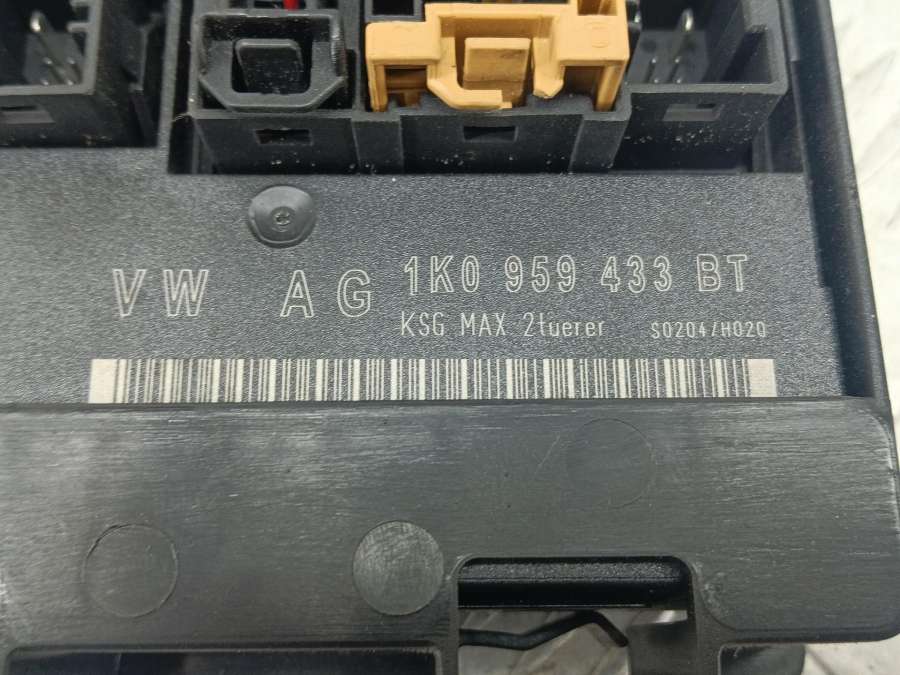 VW AG 1K0 959 433 BT
KSG MAX 2tuerer S0204/H020